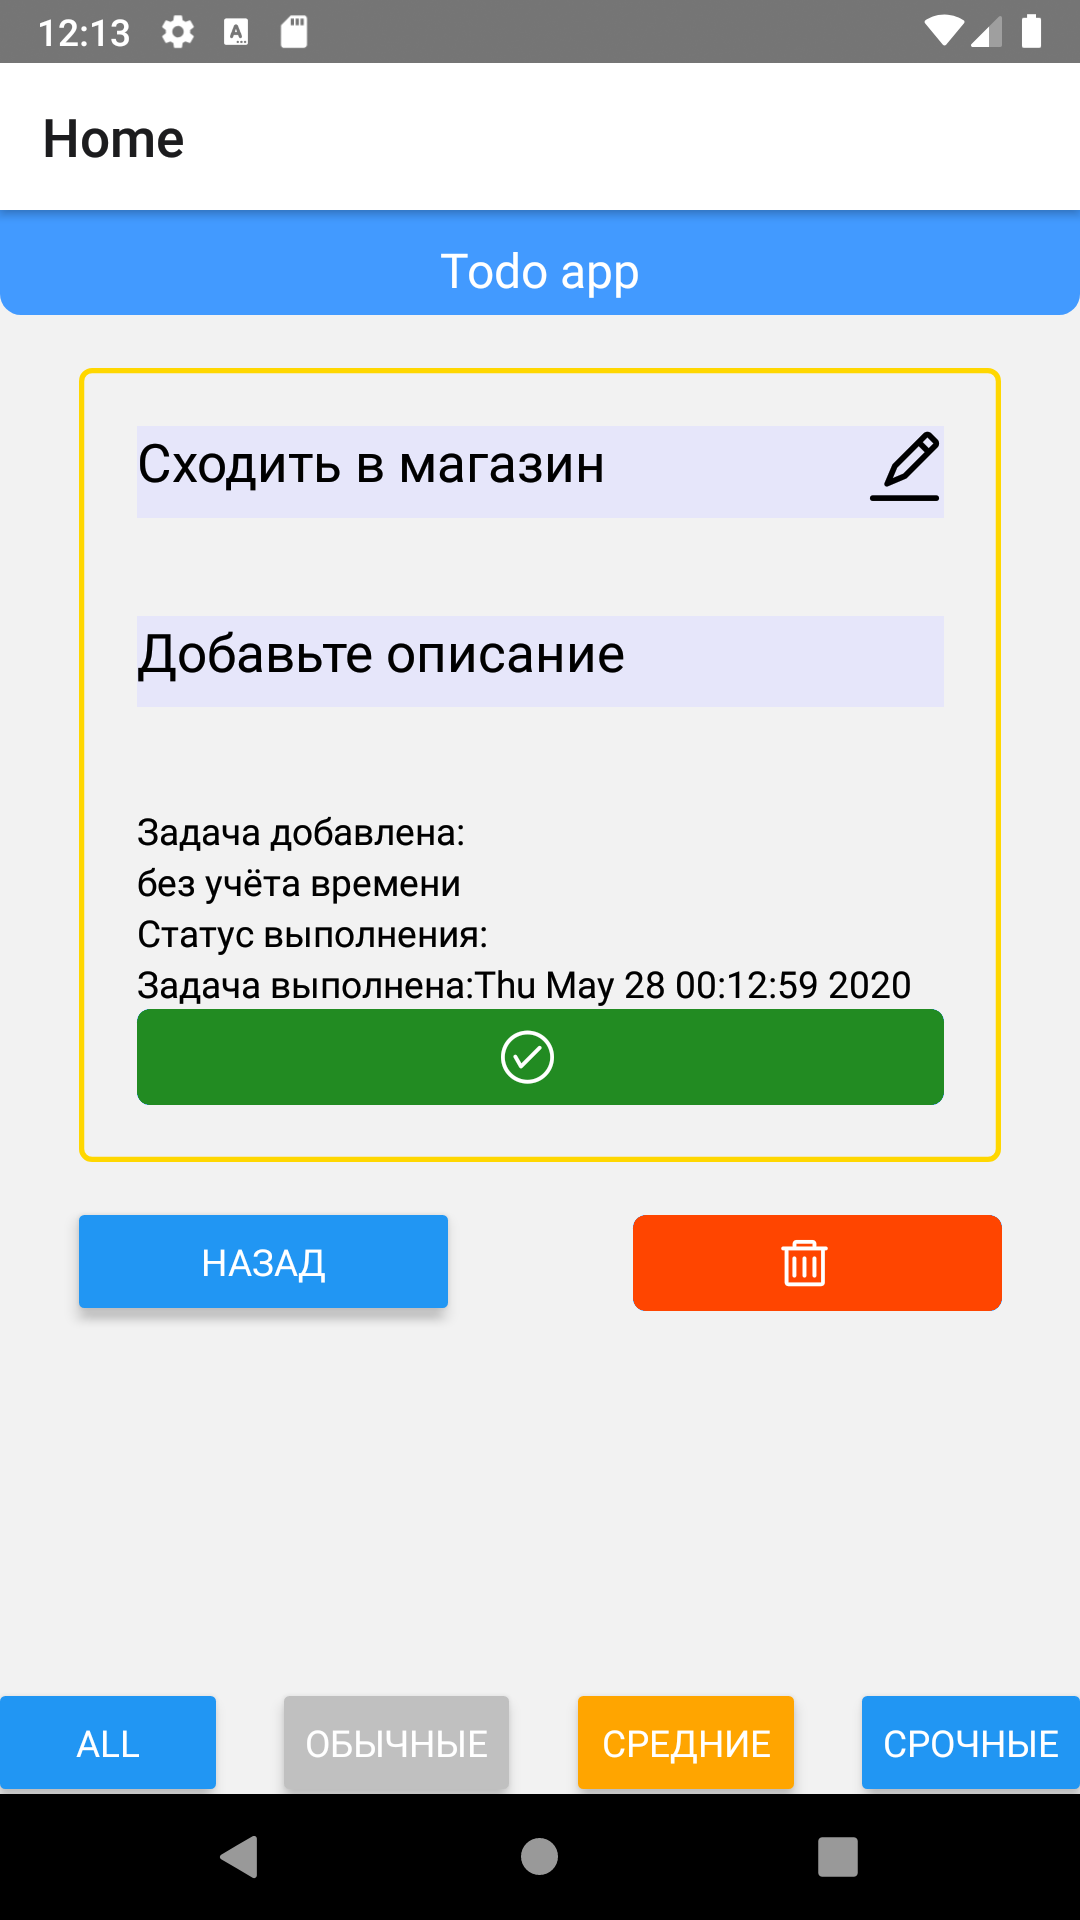 12:13
Home
Todo app
Сходить в магазин
Добавьте описание
Задача добавлена:
без учёта времени
Статус выполнения:
Задача выполнена:Thu May 28 00:12:59 2020
НАЗАД
ALL
ОБЫЧНЫЕ
СРЕДНИЕ
СРОЧНЫЕ